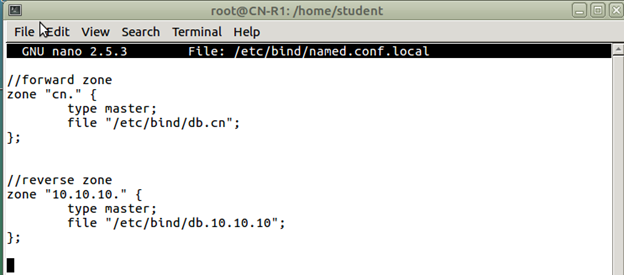 root@CN-R1: /home/student
File Edit View Search Terminal Help
GNU nano 2.5.3 File: /etc/bind/named.conf.local
//forward zone
zone "cn." {
type master;
file "/etc/bind/db.cn";
};
//reverse zone
zone "10.10.10." {
type master;
file "/etc/bind/db.10.10.10";
};